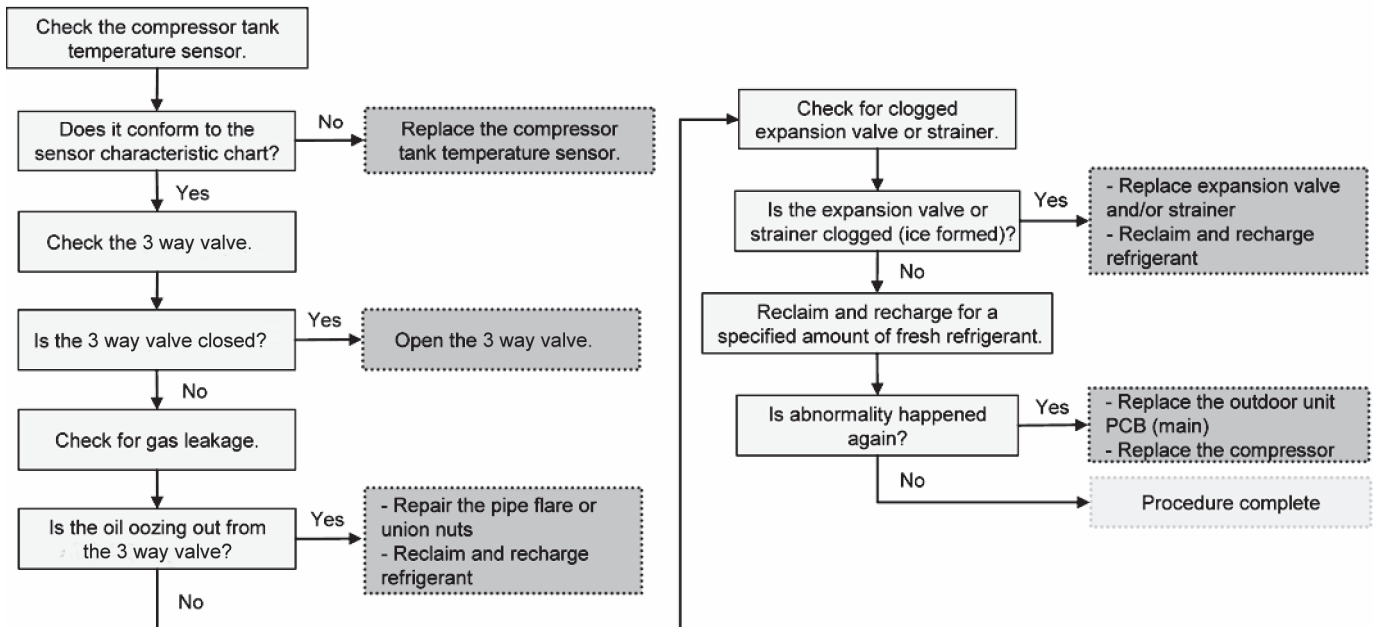 Check the compressor tank
temperature sensor.
Does it conform to the
sensor characteristic chart?
No
Replace the compressor
tank temperature sensor.
Yes
Check the 3 way valve.
Is the 3 way valve closed?
Yes
Open the 3 way valve.
No
Check for gas leakage.
Is the oil oozing out from
the 3 way valve?
Yes
- Repair the pipe flare or
union nuts
- Reclaim and recharge
refrigerant
No
Check for clogged
expansion valve or strainer.
Is the expansion valve or
strainer clogged (ice formed)?
Yes
- Replace expansion valve
and/or strainer
- Reclaim and recharge
refrigerant
No
Reclaim and recharge for a
specified amount of fresh refrigerant.
Is abnormality happened
again?
Yes
- Replace the outdoor unit
PCB (main)
- Replace the compressor
No
Procedure complete